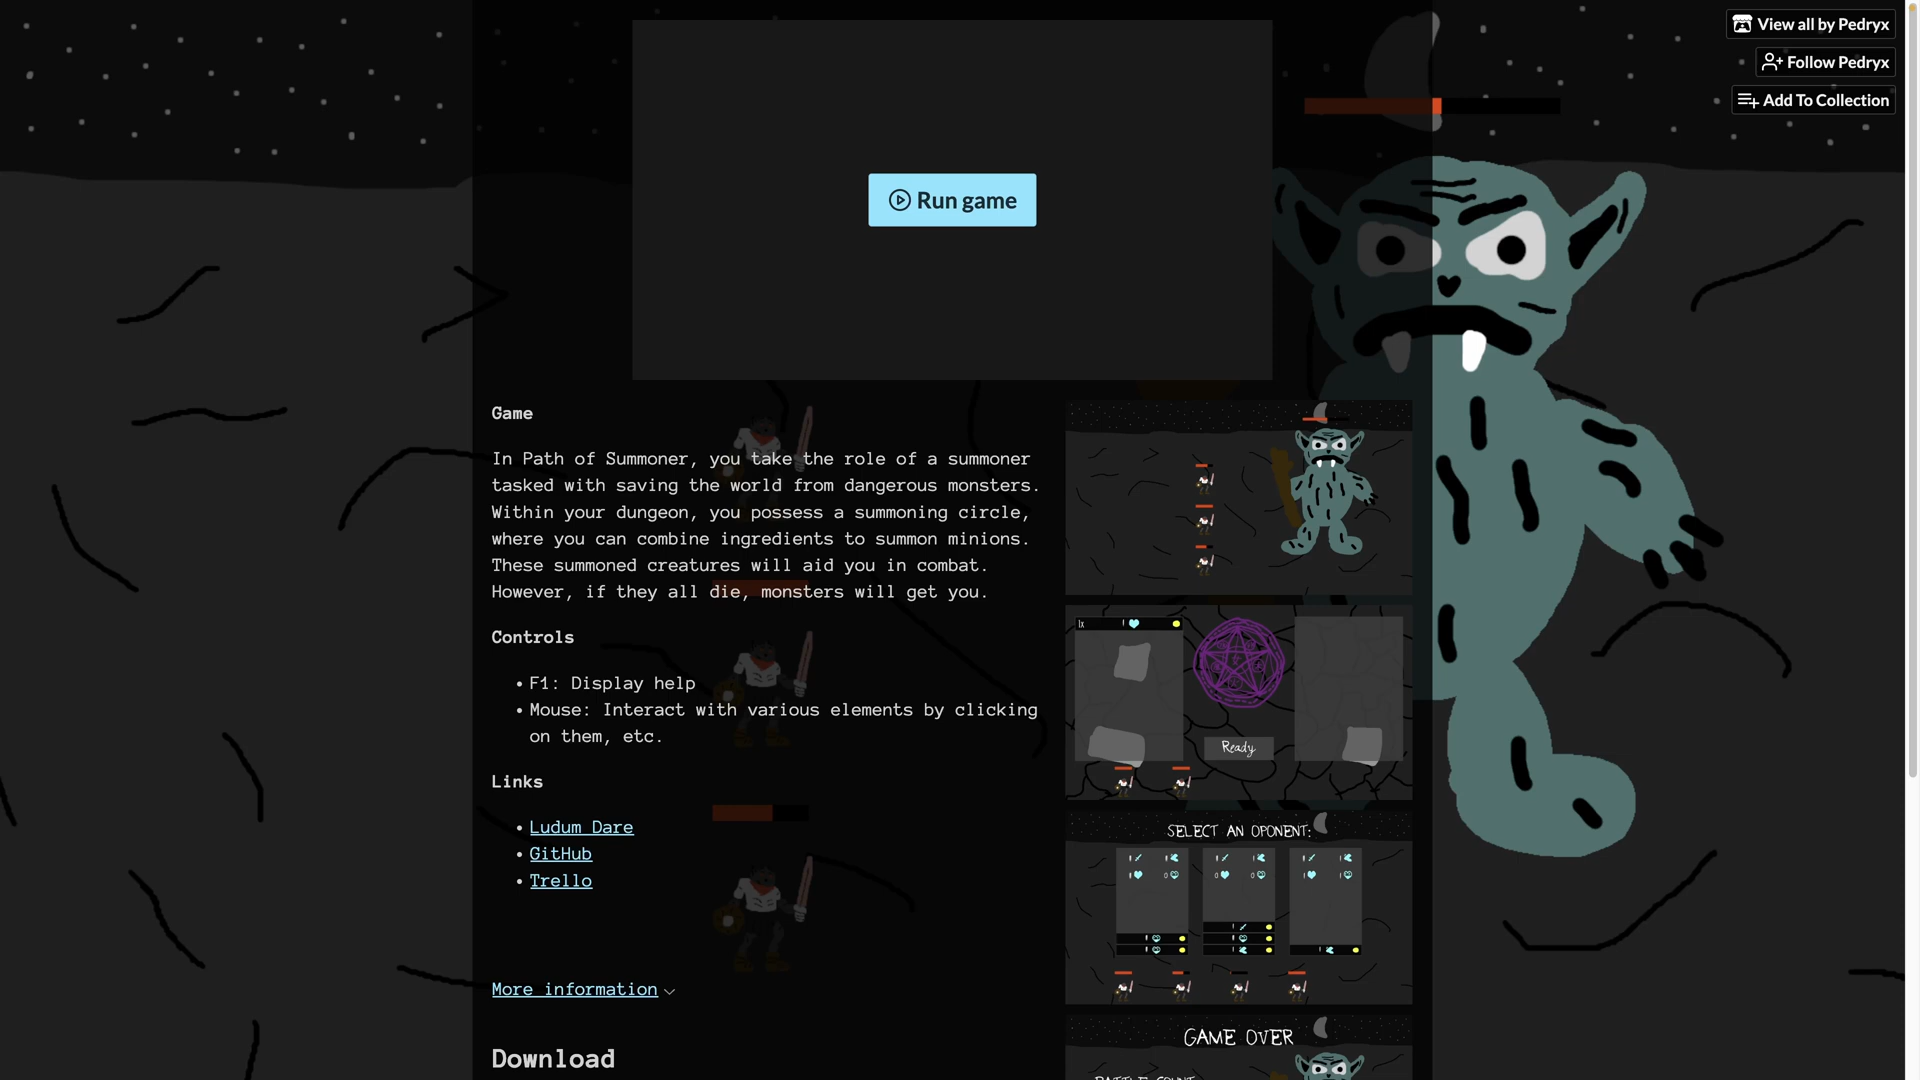 View all by Pedryx
Follow Pedryx
Add To Collection
Run game
Game
In Path of Summoner, you take the role of a summoner
tasked with saving the world from dangerous monsters.
Within your dungeon, you possess a summoning circle,
where you can combine ingredients to summon minions.
These summoned creatures will aid you in combat.
However, if they all die, monsters will get you.
Controls
• F1: Display help
• Mouse: Interact with various elements by clicking
on them, etc.
Links
• Ludum Dare
• GitHub
• Trello
More information
Download
1x
Ready
SELECT AN OPONENT:
GAME OVER